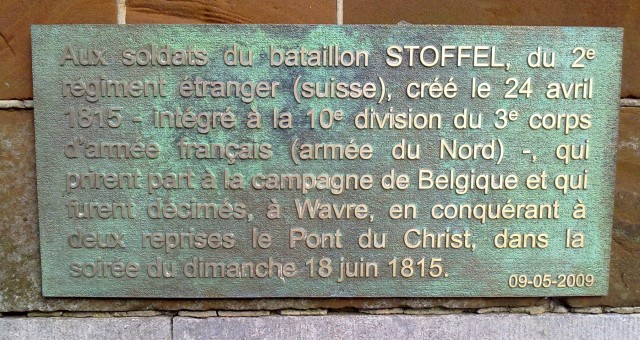 Aux soldats du bataillon STOFFEL, du 2e
régiment étranger (suisse), créé le 24 avril
1815 - intégré à la 10e division du 3e corps
d'armée français (armée du Nord) -, qui
prirent part à la campagne de Belgique et qui
furent décimés, à Wavre, en conquérant à
deux reprises le Pont du Christ, dans la
soirée du dimanche 18 juin 1815.
09-05-2009